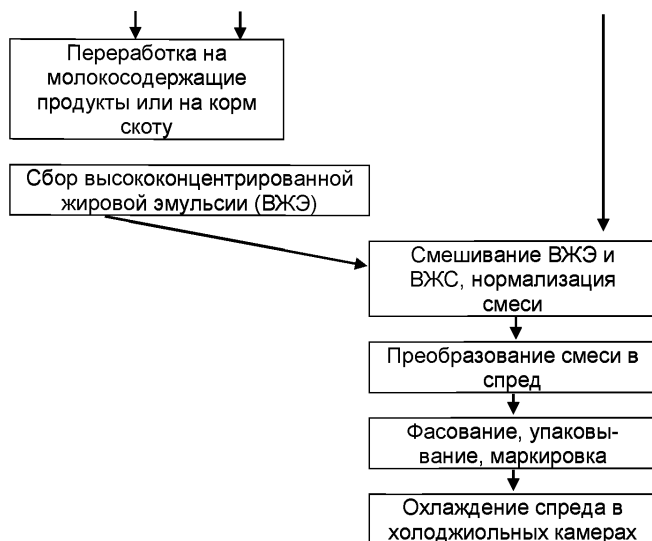 Переработка на
молокосодержащие
продукты или на корм
скоту
Сбор высококонцентрированной
жировой эмульсии (ВЖЭ)
Смешивание ВЖЭ и
ВЖС, нормализация
смеси
Преобразование смеси в
спред
Фасование, упаковы-
вание, маркировка
Охлаждение спреда в
холоджиольных камерах